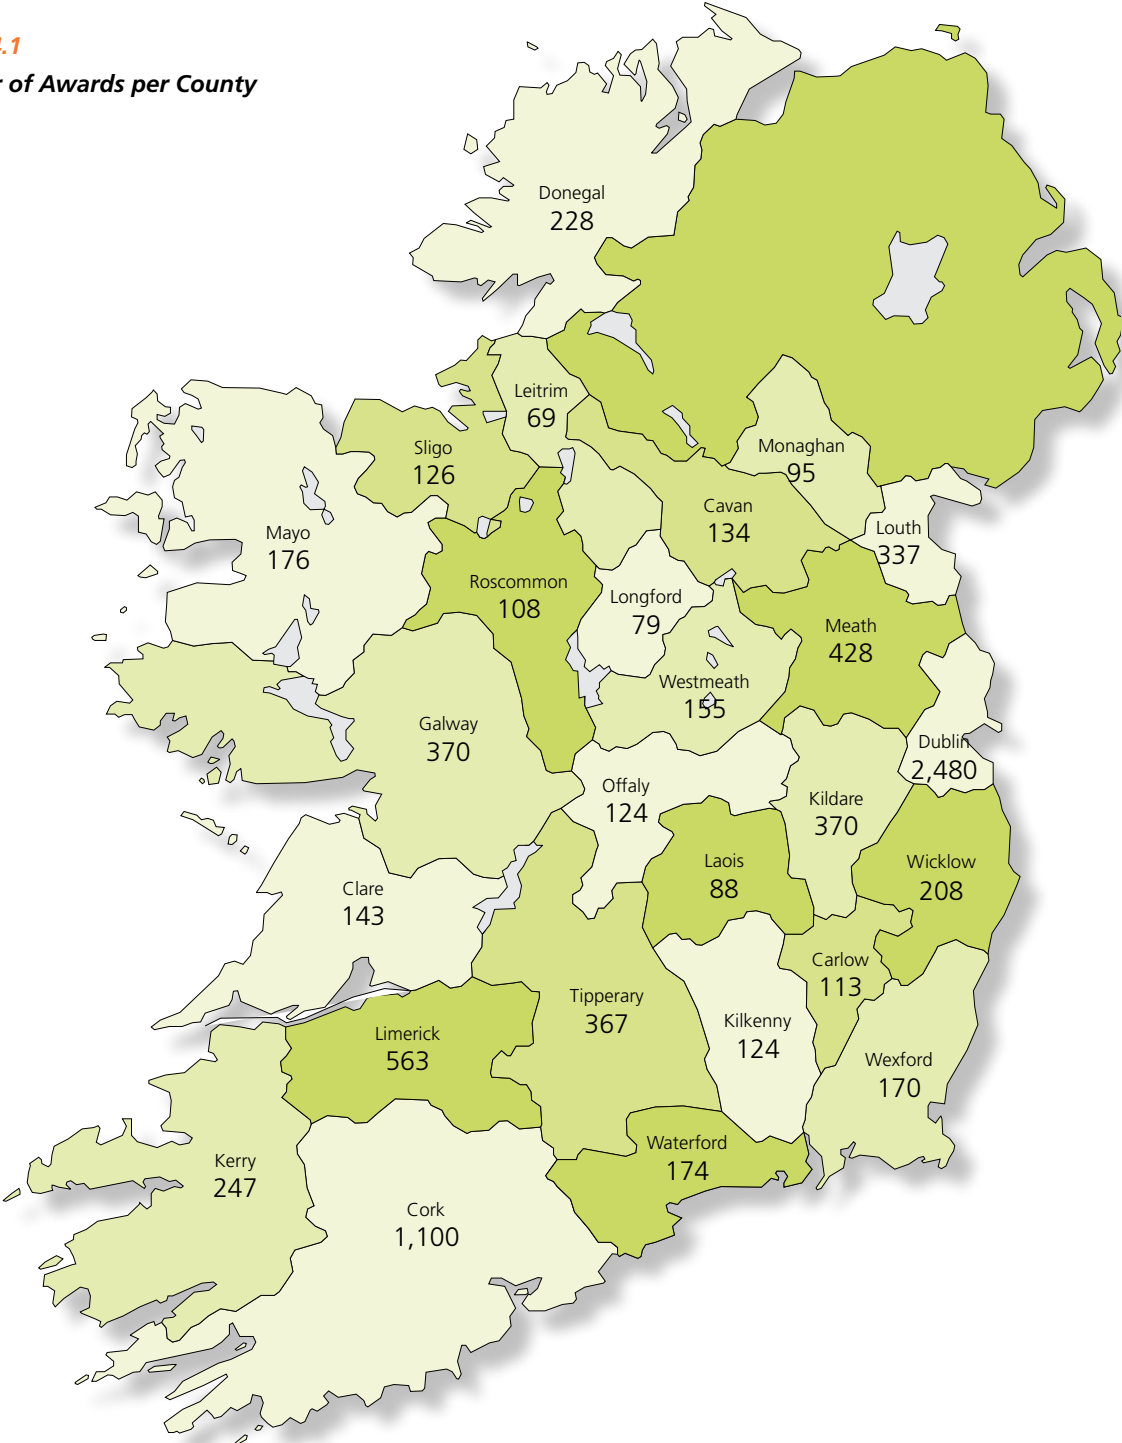 .1
of Awards per County
Donegal
228
Leitrim
69
Sligo
126
Monaghan
95
Cavan
134
Louth
337
Mayo
176
Roscommon
108
Longford
79
Meath
428
Westmeath
155
Galway
370
Dublin
2,480
Offaly
124
Kildare
370
Laois
88
Wicklow
208
Clare
143
Carlow
113
Tipperary
367
Kilkenny
124
Limerick
563
Wexford
170
Waterford
174
Kerry
247
Cork
1,100